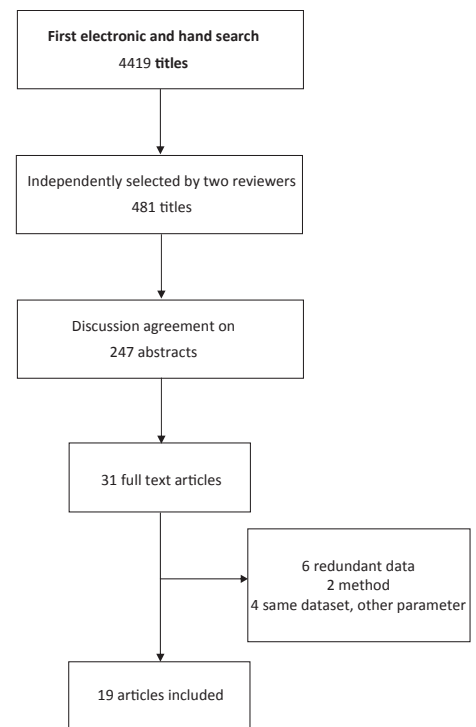 First electronic and hand search
4419 titles
Independently selected by two reviewers
481 titles
Discussion agreement on
247 abstracts
31 full text articles
6 redundant data
2 method
4 same dataset, other parameter
19 articles included